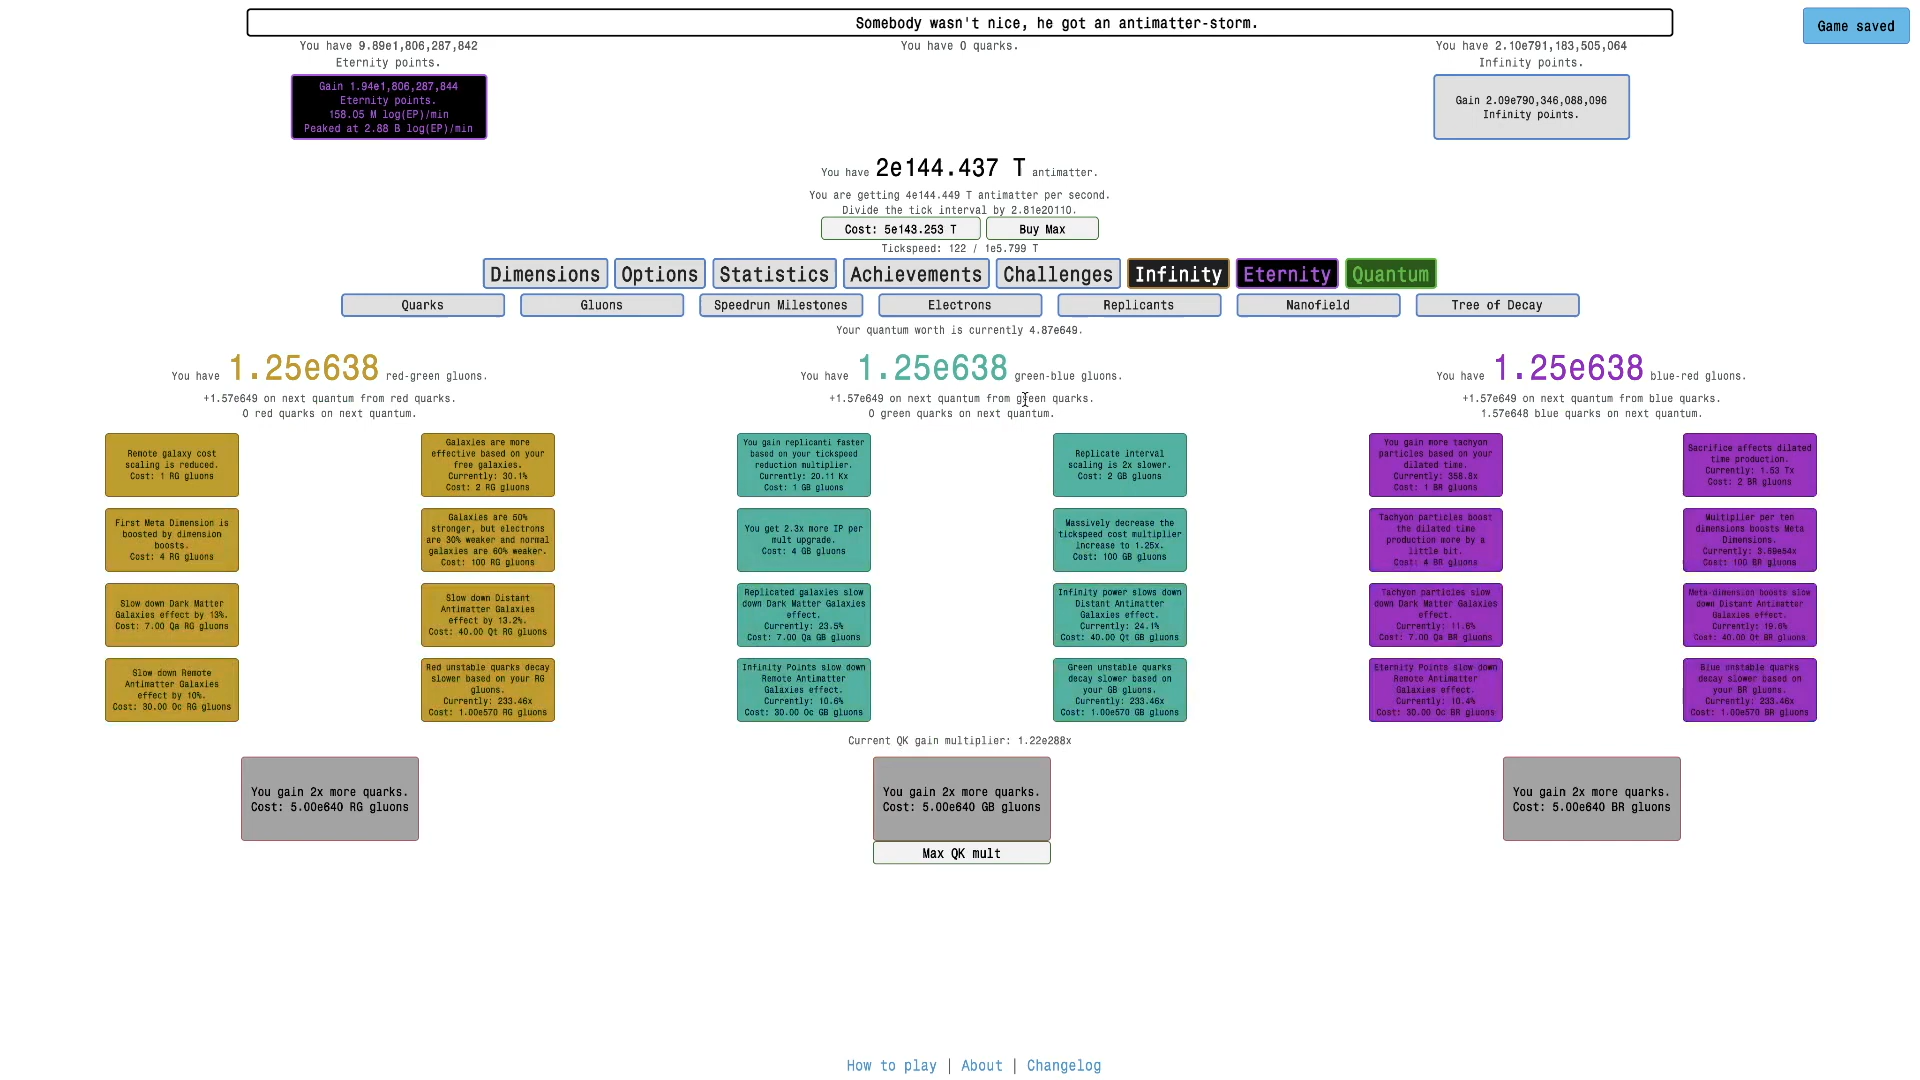 Somebody wasn't nice, he got an antimatter-storm.
Game saved
You have 9.89e1,806,287,842
Eternity points.
Gain 1.94e1,806,287,844
Eternity points.
158.05 M log(EP)/min
Peaked at 2.88 B log(EP)/min
You have 0 quarks.
You have 2.10e791,183,505,064
Infinity points.
Gain 2.09e790,346,088,096
Infinity points.
You have 2e144.437 T antimatter.
You are getting 4e144.449 T antimatter per second.
Divide the tick interval by 2.81e20110.
Cost: 5e143.253 T
Buy Max
Tickspeed: 122 / 1e5.799 T
Dimensions
Options
Statistics
Achievements
Challenges
Infinity
Eternity
Quantum
Quarks
Gluons
Speedrun Milestones
Electrons
Replicants
Nanofield
Tree of Decay
Your quantum worth is currently 4.87e649.
You have 1.25e638 red-green gluons.
+1.57e649 on next quantum from red quarks.
0 red quarks on next quantum.
You have 1.25e638 green-blue gluons.
+1.57e649 on next quantum from green quarks.
0 green quarks on next quantum.
You have 1.25e638 blue-red gluons.
+1.57e649 on next quantum from blue quarks.
1.57e648 blue quarks on next quantum.
Remote galaxy cost
scaling is reduced.
Cost: 1 RG gluons
Galaxies are more
effective based on your
free galaxies.
Currently: 30.1%
Cost: 2 RG gluons
You gain replicanti faster
based on your tickspeed
reduction multiplier.
Currently: 20.11 Kx
Cost: 1 GB gluons
Replicate interval
scaling is 2x slower.
Cost: 2 GB gluons
You gain more tachyon
particles based on your
dilated time.
Currently: 358.8x
Cost: 1 BR gluons
Sacrifice affects dilated
time production.
Currently: 1.53 Tx
Cost: 2 BR gluons
First Meta Dimension is
boosted by dimension
boosts.
Cost: 4 RG gluons
Galaxies are 50%
stronger, but electrons
are 30% weaker and normal
galaxies are 60% weaker.
Cost: 100 RG gluons
You get 2.3x more IP per
mult upgrade.
Cost: 4 GB gluons
Massively decrease the
tickspeed cost multiplier
increase to 1.25x.
Cost: 100 GB gluons
Tachyon particles boost
the dilated time
production more by a
little bit.
Cost: 4 BR gluons
Multiplier per ten
dimensions boosts Meta
Dimensions.
Currently: 3.89e54x
Cost: 100 BR gluons
Slow down Dark Matter
Galaxies effect by 13%.
Cost: 7.00 Qa RG gluons
Slow down Distant
Antimatter Galaxies
effect by 13.2%.
Cost: 40.00 Qt RG gluons
Replicated galaxies slow
down Dark Matter Galaxies
effect.
Currently: 23.5%
Cost: 7.00 Qa GB gluons
Infinity power slows down
Distant Antimatter
Galaxies effect.
Currently: 24.1%
Cost: 40.00 Qt GB gluons
Tachyon particles slow
down Dark Matter Galaxies
effect.
Currently: 11.6%
Cost: 7.00 Qa BR gluons
Meta-dimension boosts slow
down Distant Antimatter
Galaxies effect.
Currently: 19.6%
Cost: 40.00 Qt BR gluons
Slow down Remote
Antimatter Galaxies
effect by 10%.
Cost: 30.00 Oc RG gluons
Red unstable quarks decay
slower based on your RG
gluons.
Currently: 233.46x
Cost: 1.00e570 RG gluons
Infinity Points slow down
Remote Antimatter
Galaxies effect.
Currently: 10.6%
Cost: 30.00 Oc GB gluons
Green unstable quarks
decay slower based on
your GB gluons.
Currently: 233.46x
Cost: 1.00e570 GB gluons
Eternity Points slow down
Remote Antimatter
Galaxies effect.
Currently: 10.4%
Cost: 30.00 Oc BR gluons
Blue unstable quarks
decay slower based on
your BR gluons.
Currently: 233.46x
Cost: 1.00e570 BR gluons
Current QK gain multiplier: 1.22e288x
You gain 2x more quarks.
Cost: 5.00e640 RG gluons
You gain 2x more quarks.
Cost: 5.00e640 GB gluons
You gain 2x more quarks.
Cost: 5.00e640 BR gluons
Max QK mult
How to play | About | Changelog